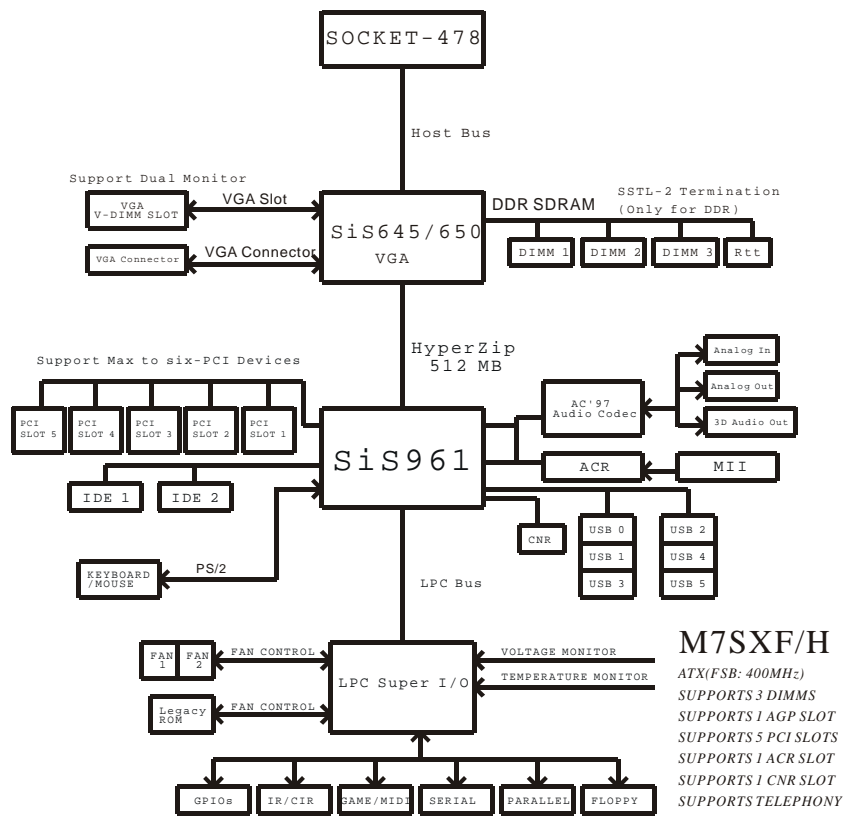 SOCKET-478
Host Bus
Support Dual Monitor
VGA
V-DIMM SLOT
VGA Slot
VGA Connector
VGA Connector
SiS645/650
VGA
DDR SDRAM
SSTL-2 Termination
(Only for DDR)
DIMM 1
DIMM 2
DIMM 3
Rtt
HyperZip
512 MB
Support Max to six-PCI Devices
PCI
SLOT 5
PCI
SLOT 4
PCI
SLOT 3
PCI
SLOT 2
PCI
SLOT 1
SiS961
AC'97
Audio Codec
Analog In
Analog Out
3D Audio Out
ACR
MII
IDE 1
IDE 2
CNR
USB 0
USB 1
USB 3
USB 2
USB 4
USB 5
KEYBOARD
/MOUSE
PS/2
LPC Bus
FAN
1
FAN
2
FAN CONTROL
Legacy
ROM
FAN CONTROL
LPC Super I/O
VOLTAGE MONITOR
TEMPERATURE MONITOR
GPIOs
IR/CIR
GAME/MIDI
SERIAL
PARALLEL
FLOPPY
M7SXF/H
ATX(FSB: 400MHz)
SUPPORTS 3 DIMMS
SUPPORTS 1 AGP SLOT
SUPPORTS 5 PCI SLOTS
SUPPORTS 1 ACR SLOT
SUPPORTS 1 CNR SLOT
SUPPORTS TELEPHONY